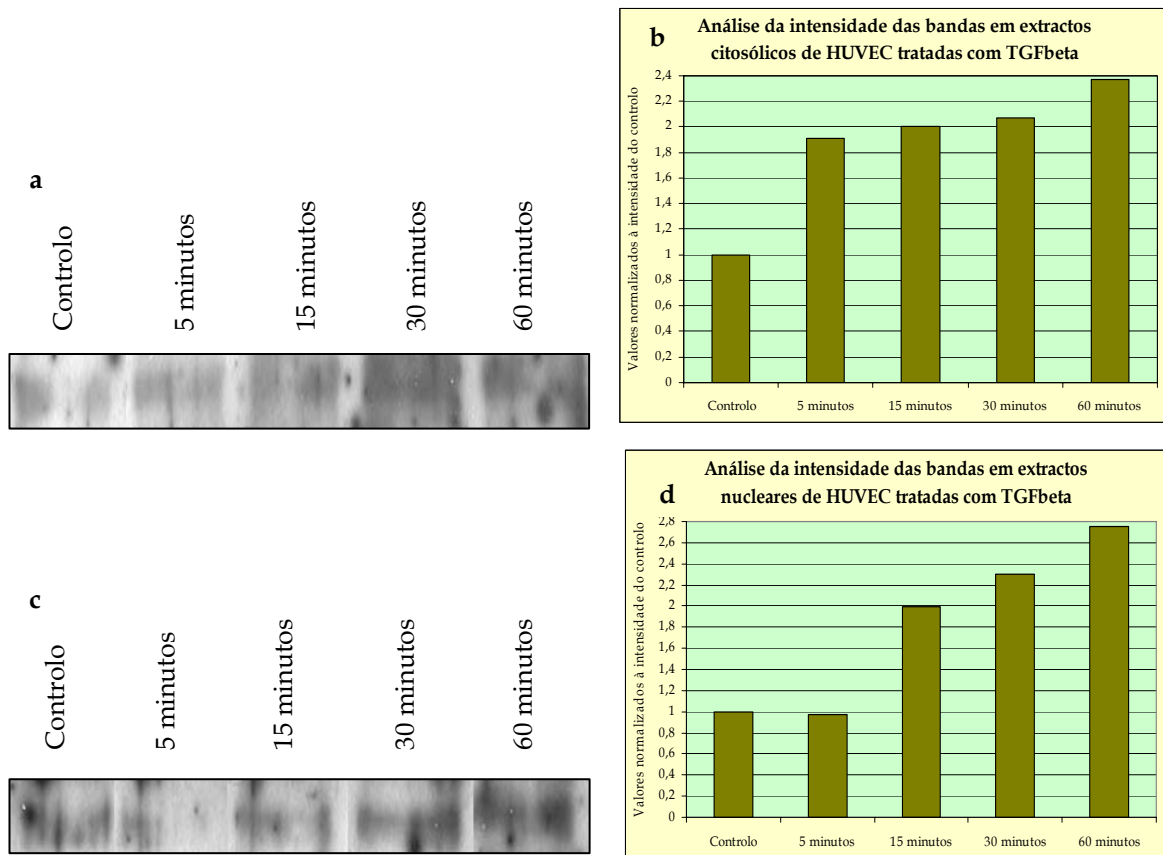 a
Controlo
5 minutos
15 minutos
30 minutos
60 minutos
b
Análise da intensidade das bandas em extractos
citosólicos de HUVEC tratadas com TGFbeta
Valores normalizados à intensidade do controlo
2,4
2,2
2
1,8
1,6
1,4
1,2
1
0,8
0,6
0,4
0,2
0
Controlo
5 minutos
15 minutos
30 minutos
60 minutos
c
Controlo
5 minutos
15 minutos
30 minutos
60 minutos
d
Análise da intensidade das bandas em extractos
nucleares de HUVEC tratadas com TGFbeta
Valores normalizados à intensidade do controlo
2,8
2,6
2,4
2,2
2
1,8
1,6
1,4
1,2
1
0,8
0,6
0,4
0,2
0
Controlo
5 minutos
15 minutos
30 minutos
60 minutos